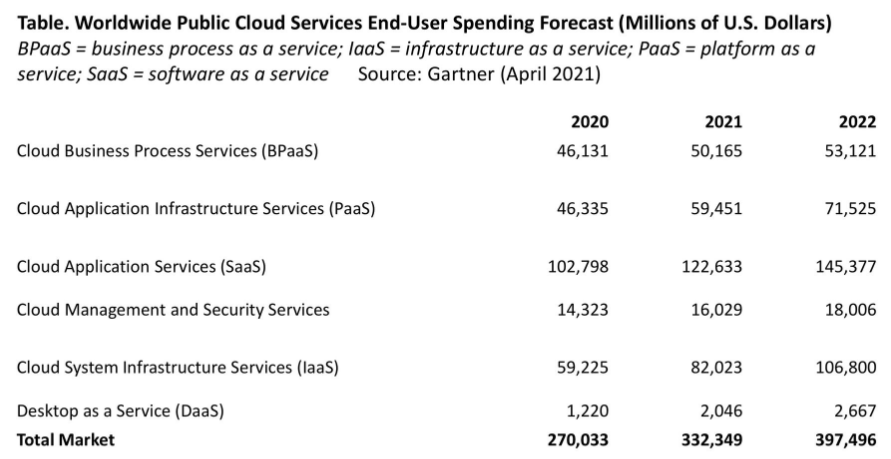 Table. Worldwide Public Cloud Services End-User Spending Forecast (Millions of U.S. Dollars)
BPaaS = business process as a service; IaaS = infrastructure as a service; PaaS = platform as a
service; SaaS = software as a service Source: Gartner (April 2021)
2020 2021 2022
Cloud Business Process Services (BPaaS) 46,131 50,165 53,121
Cloud Application Infrastructure Services (PaaS) 46,335 59,451 71,525
Cloud Application Services (SaaS) 102,798 122,633 145,377
Cloud Management and Security Services 14,323 16,029 18,006
Cloud System Infrastructure Services (IaaS) 59,225 82,023 106,800
Desktop as a Service (DaaS) 1,220 2,046 2,667
Total Market 270,033 332,349 397,496